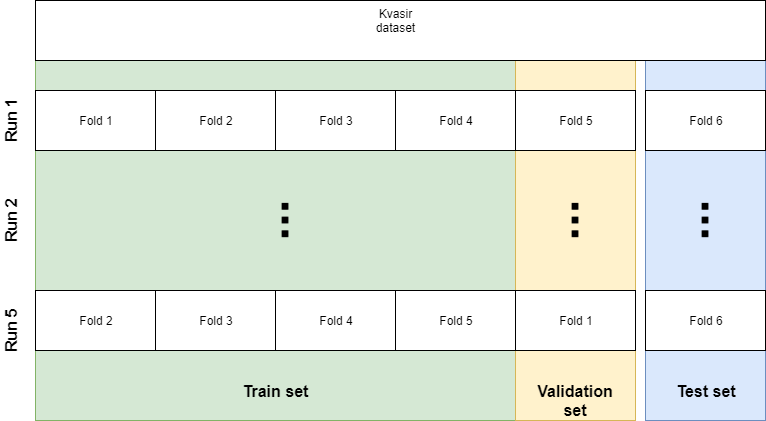 Kvasir
dataset
Run 1
Fold 1
Fold 2
Fold 3
Fold 4
Fold 5
Fold 6
Run 2
Run 5
Fold 2
Fold 3
Fold 4
Fold 5
Fold 1
Fold 6
Train set
Validation
set
Test set